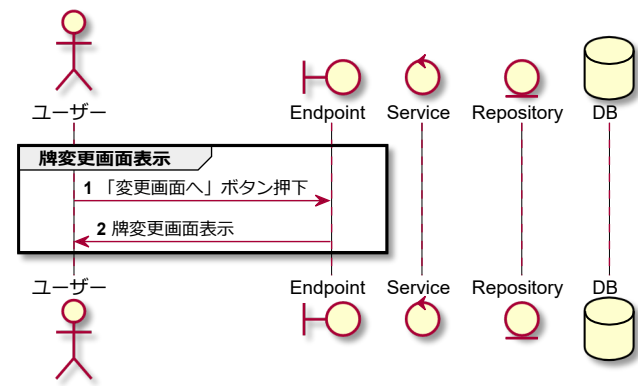 ユーザー Endpoint Service Repository DB
牌変更画面表示
1 「変更画面へ」ボタン押下
2 牌変更画面表示
ユーザー Endpoint Service Repository DB